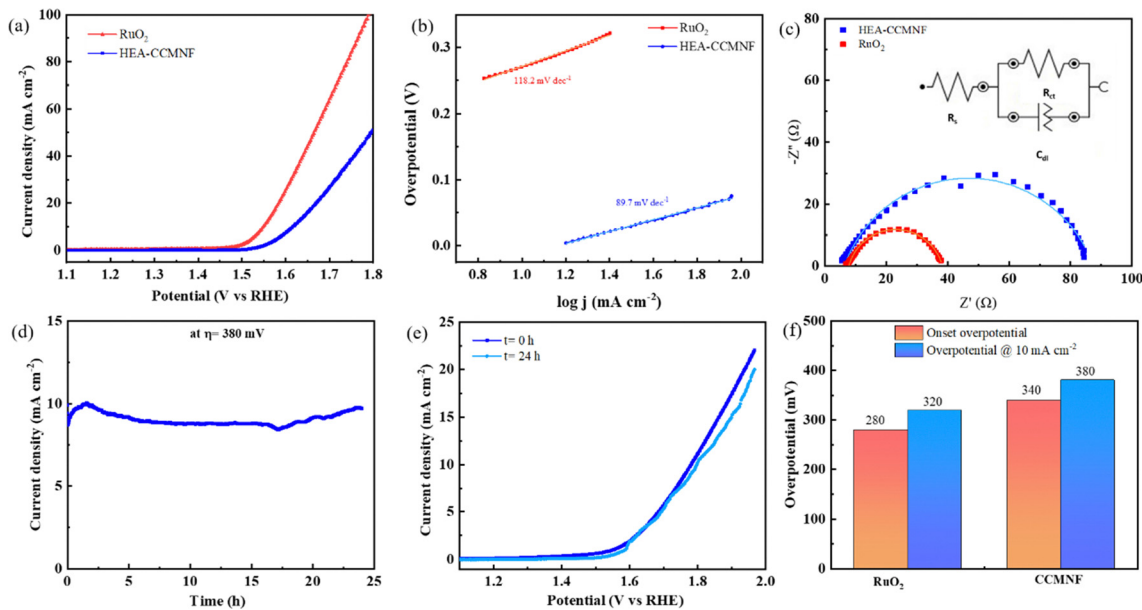 (a)
RuO2
HEA-CCMNF
Current density (mA cm-2)
100
80
60
40
20
0
1.1
1.2
1.3
1.4
1.5
1.6
1.7
1.8
Potential (V vs RHE)
(b)
RuO2
HEA-CCMNF
118.2 mV dec-1
89.7 mV dec-1
Overpotential (V)
0.3
0.2
0.1
0.0
0.8
1.2
1.6
2.0
log j (mA cm-2)
(c)
HEA-CCMNF
RuO2
Rs
Rct
Cdl
-Z'' (Ω)
80
60
40
20
0
0
20
40
60
80
100
Z' (Ω)
(d)
at η= 380 mV
Current density (mA cm-2)
15
10
5
0
0
5
10
15
20
25
Time (h)
(e)
t= 0 h
t= 24 h
Current density (mA cm-2)
25
20
15
10
5
0
1.2
1.4
1.6
1.8
2.0
Potential (V vs RHE)
(f)
Onset overpotential
Overpotential @ 10 mA cm-2
Overpotential (mV)
500
400
300
200
100
0
280
320
340
380
RuO2
CCMNF